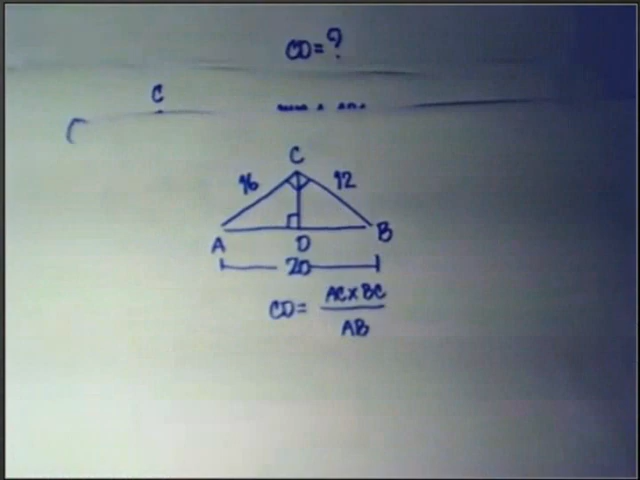 CD = ?
C
C
16 12
A D B
20
CD = AC x BC
AB